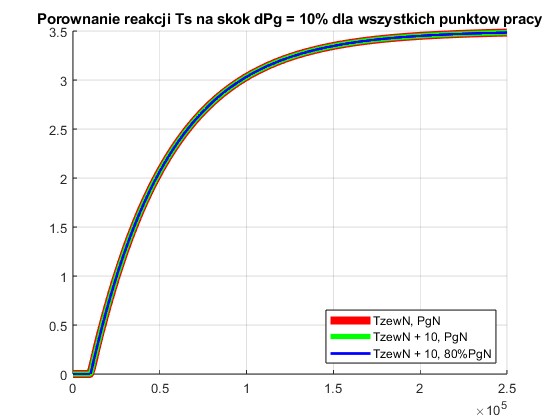 Porownanie reakcji Ts na skok dPg = 10% dla wszystkich punktow pracy
3.5
3
2.5
2
1.5
1
0.5
0
0 0.5 1 1.5 2 2.5
× 10^5
TzewN, PgN
TzewN + 10, PgN
TzewN + 10, 80%PgN